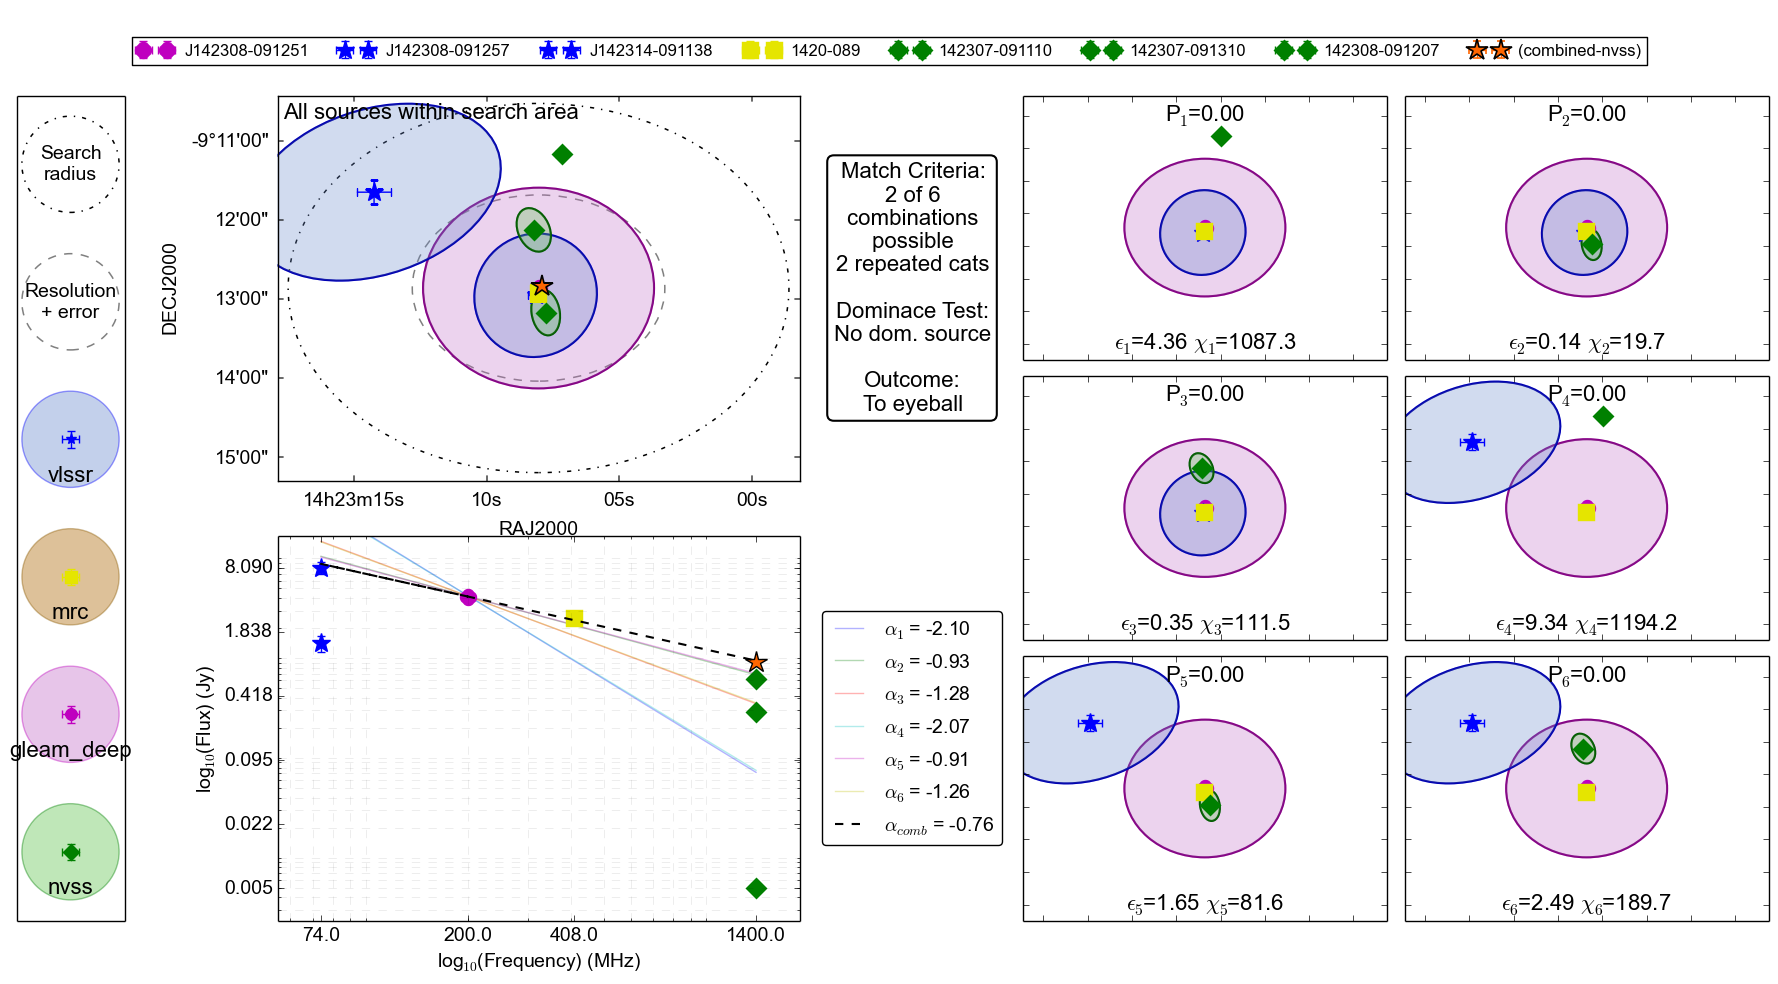 J142308-091251 J142308-091257 J142314-091138 1420-089 142307-091110 142307-091310 142308-091207 (combined-nvss)
Search
radius
Resolution
+ error
vlssr
mrc
gleam_deep
nvss
All sources within search area
DECJ2000
-9°11'00"
12'00"
13'00"
14'00"
15'00"
14h23m15s 10s 05s 00s
RAJ2000
log₁₀(Flux) (Jy)
8.090
1.838
0.418
0.095
0.022
0.005
74.0 200.0 408.0 1400.0
log₁₀(Frequency) (MHz)
Match Criteria:
2 of 6
combinations
possible
2 repeated cats
Dominace Test:
No dom. source
Outcome:
To eyeball
α₁ = -2.10
α₂ = -0.93
α₃ = -1.28
α₄ = -2.07
α₅ = -0.91
α₆ = -1.26
α_comb = -0.76
P₁=0.00
ϵ₁=4.36 χ₁=1087.3
P₂=0.00
ϵ₂=0.14 χ₂=19.7
P₃=0.00
ϵ₃=0.35 χ₃=111.5
P₄=0.00
ϵ₄=9.34 χ₄=1194.2
P₅=0.00
ϵ₅=1.65 χ₅=81.6
P₆=0.00
ϵ₆=2.49 χ₆=189.7